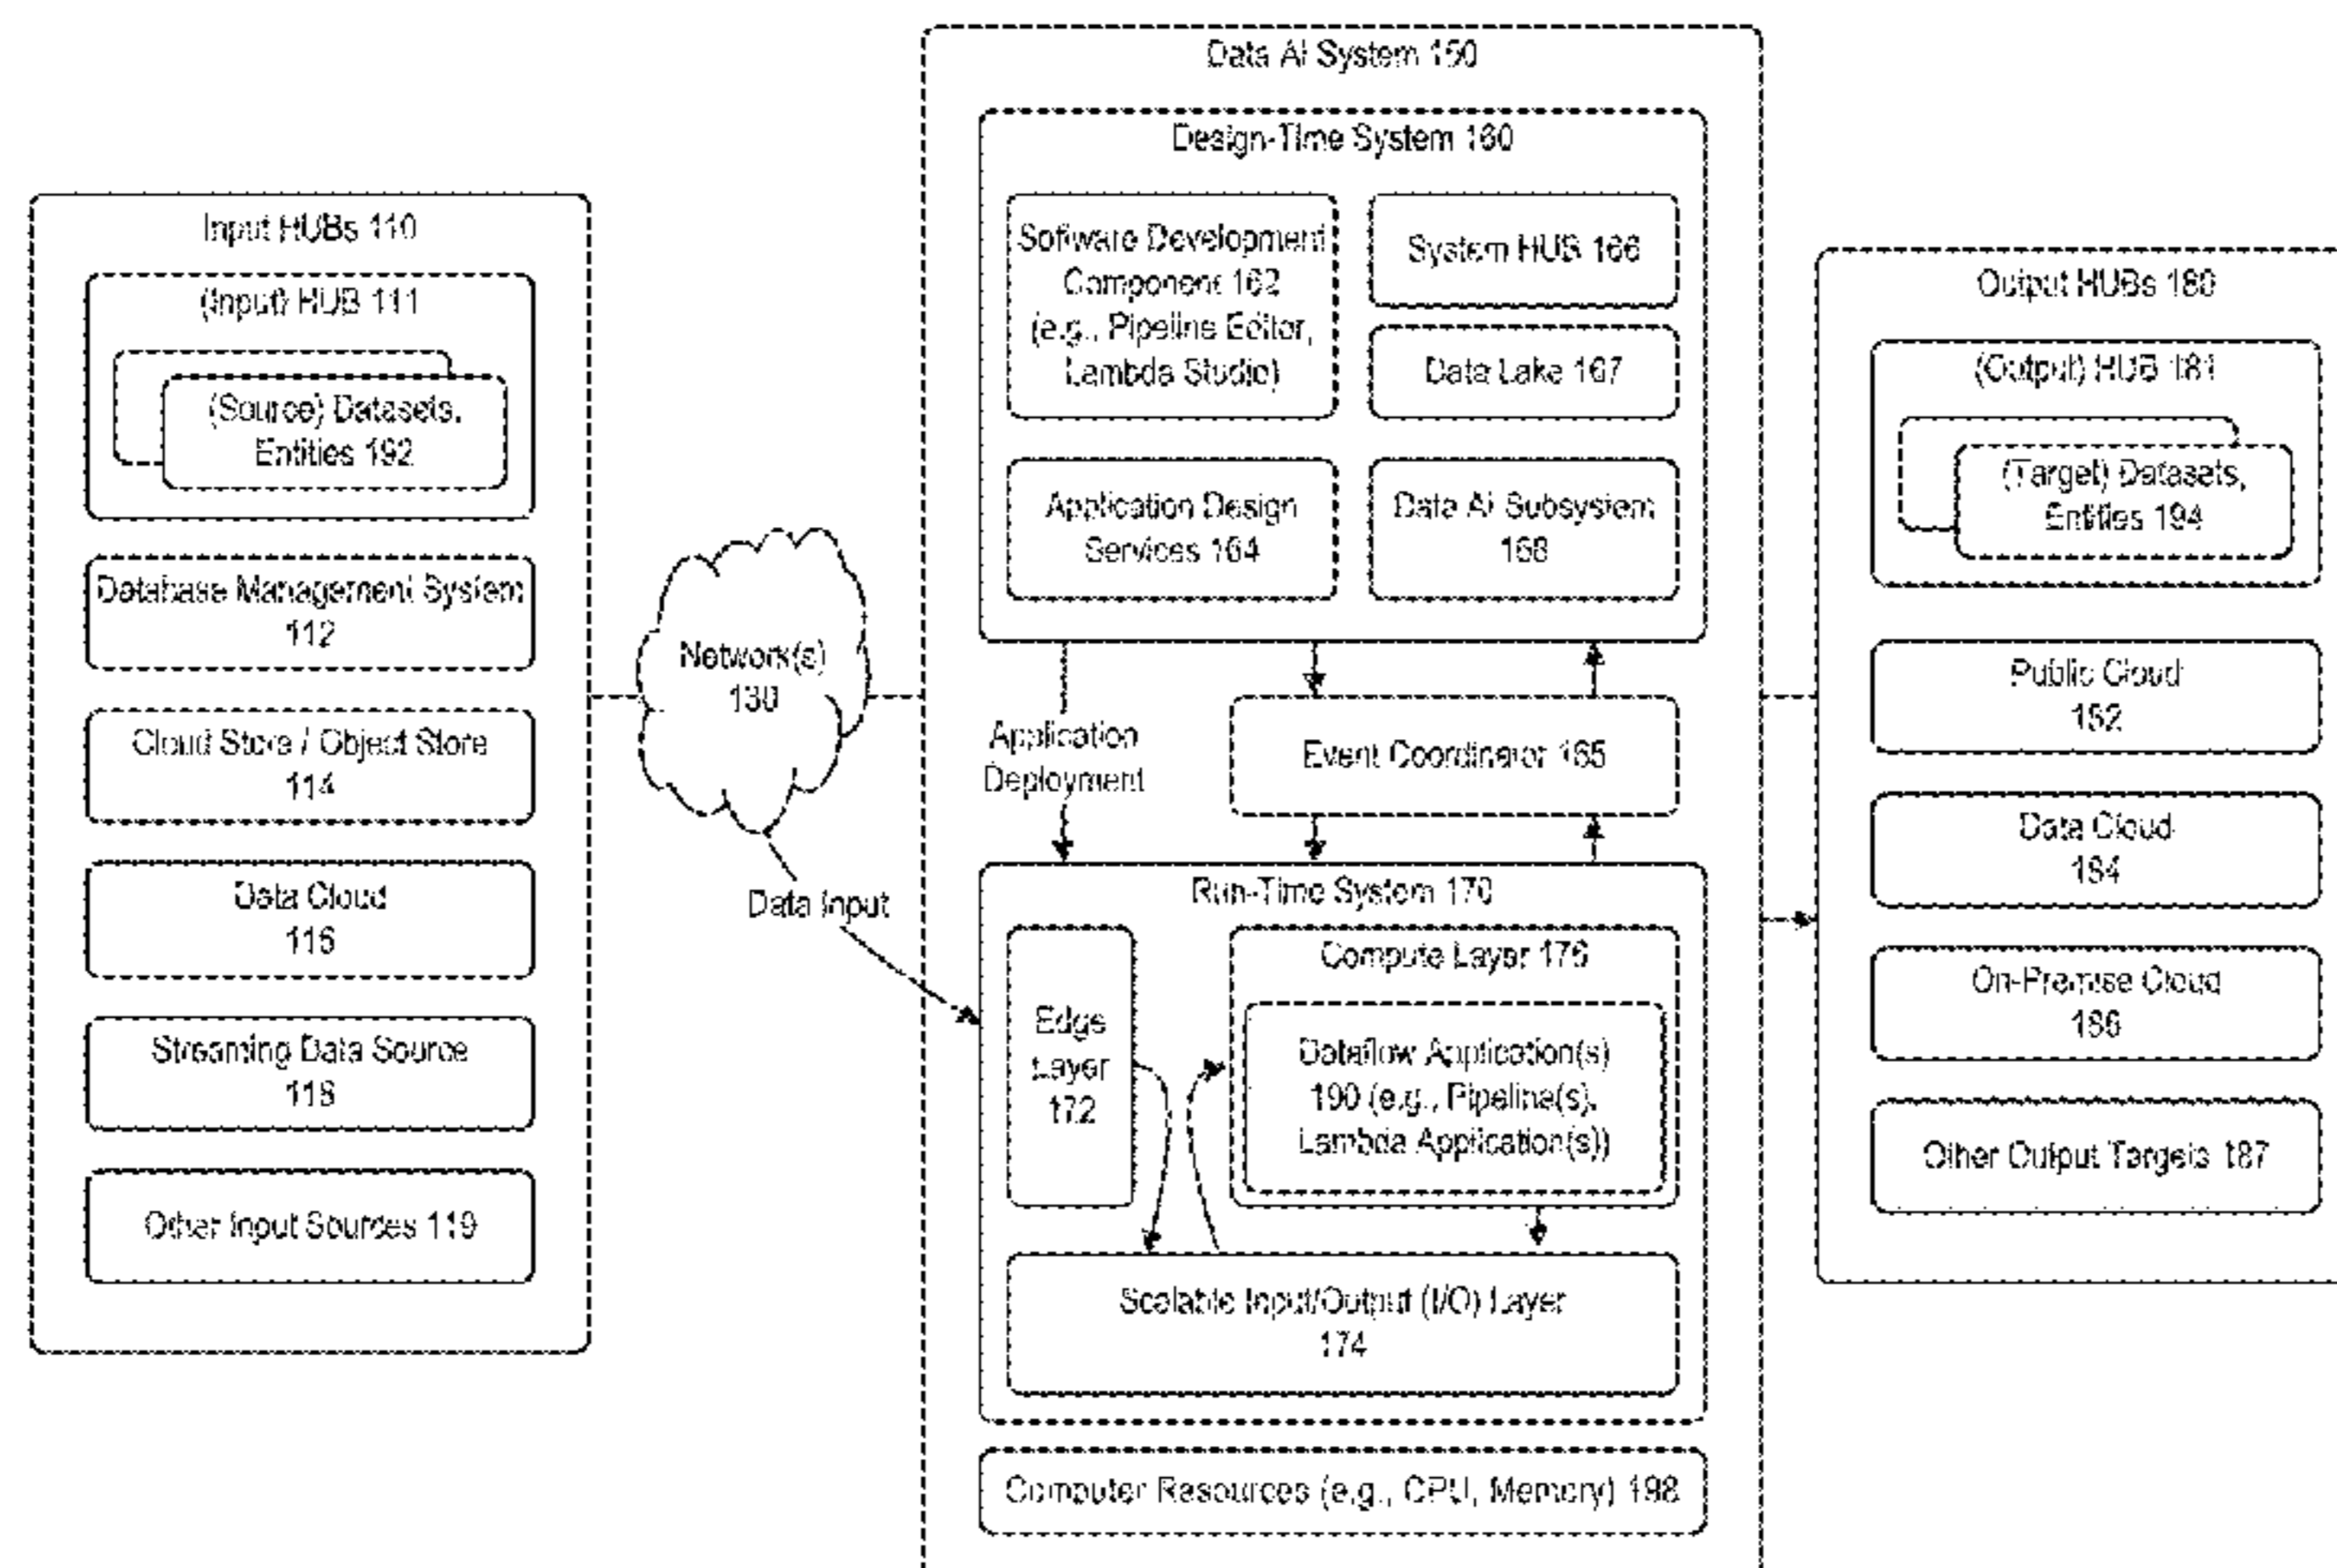 Input HUBs 110
(Input) HUB 111
(Source) Datasets,
Entities 192
Database Management System
112
Cloud Store / Object Store
114
Data Cloud
116
Streaming Data Source
118
Other Input Sources 119
Network(s)
130
Data Input
Data AI System 150
Design-Time System 160
Software Development
Component 162
(e.g., Pipeline Editor,
Lambda Studio)
System HUB 166
Data Lake 167
Application Design
Services 164
Data AI Subsystem
168
Application
Deployment
Event Coordinator 165
Run-Time System 170
Edge
Layer
172
Compute Layer 176
Dataflow Application(s)
190 (e.g., Pipeline(s),
Lambda Application(s))
Scalable Input/Output (I/O) Layer
174
Computer Resources (e.g., CPU, Memory) 198
Output HUBs 180
(Output) HUB 181
(Target) Datasets,
Entities 194
Public Cloud
182
Data Cloud
184
On-Premise Cloud
186
Other Output Targets 187